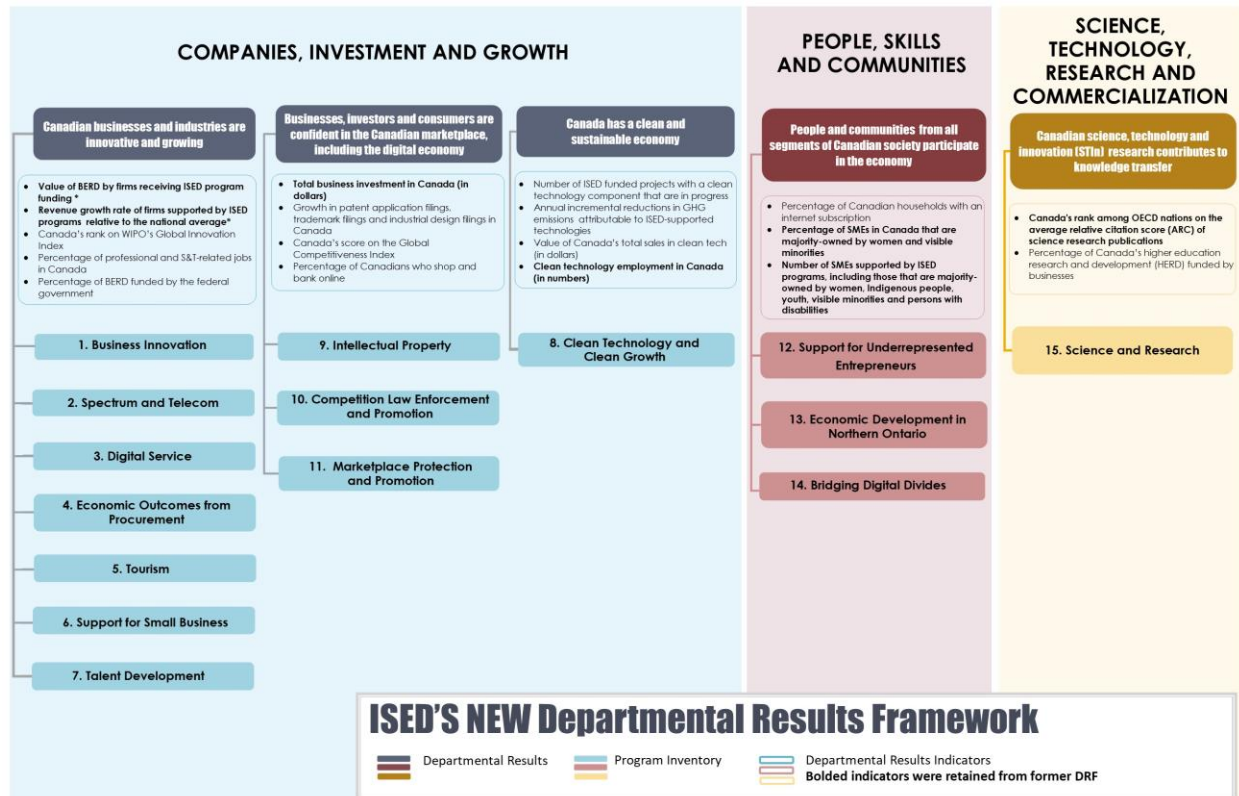 COMPANIES, INVESTMENT AND GROWTH
Canadian businesses and industries are
innovative and growing
• Value of BERD by firms receiving ISED program
funding *
• Revenue growth rate of firms supported by ISED
programs relative to the national average*
• Canada's rank on WIPO's Global Innovation
Index
• Percentage of professional and S&T-related jobs
in Canada
• Percentage of BERD funded by the federal
government
1. Business Innovation
2. Spectrum and Telecom
3. Digital Service
4. Economic Outcomes from
Procurement
5. Tourism
6. Support for Small Business
7. Talent Development
Businesses, investors and consumers are
confident in the Canadian marketplace,
including the digital economy
• Total business investment in Canada (in
dollars)
• Growth in patent application filings,
trademark filings and industrial design filings in
Canada
• Canada's score on the Global
Competitiveness Index
• Percentage of Canadians who shop and
bank online
9. Intellectual Property
10. Competition Law Enforcement
and Promotion
11. Marketplace Protection
and Promotion
Canada has a clean and
sustainable economy
• Number of ISED funded projects with a clean
technology component that are in progress
• Annual incremental reductions in GHG
emissions attributable to ISED-supported
technologies
• Value of Canada's total sales in clean tech
(in dollars)
• Clean technology employment in Canada
(in numbers)
8. Clean Technology and
Clean Growth
PEOPLE, SKILLS
AND COMMUNITIES
People and communities from all
segments of Canadian society participate
in the economy
• Percentage of Canadian households with an
internet subscription
• Percentage of SMEs in Canada that are
majority-owned by women and visible
minorities
• Number of SMEs supported by ISED
programs, including those that are majority-
owned by women, Indigenous people,
youth, visible minorities and persons with
disabilities
12. Support for Underrepresented
Entrepreneurs
13. Economic Development in
Northern Ontario
14. Bridging Digital Divides
SCIENCE,
TECHNOLOGY,
RESEARCH AND
COMMERCIALIZATION
Canadian science, technology and
innovation (STIn) research contributes to
knowledge transfer
• Canada's rank among OECD nations on the
average relative citation score (ARC) of
science research publications
• Percentage of Canada's higher education
research and development (HERD) funded by
businesses
15. Science and Research
ISED'S NEW Departmental Results Framework
Departmental Results
Program Inventory
Departmental Results Indicators
Bolded indicators were retained from former DRF